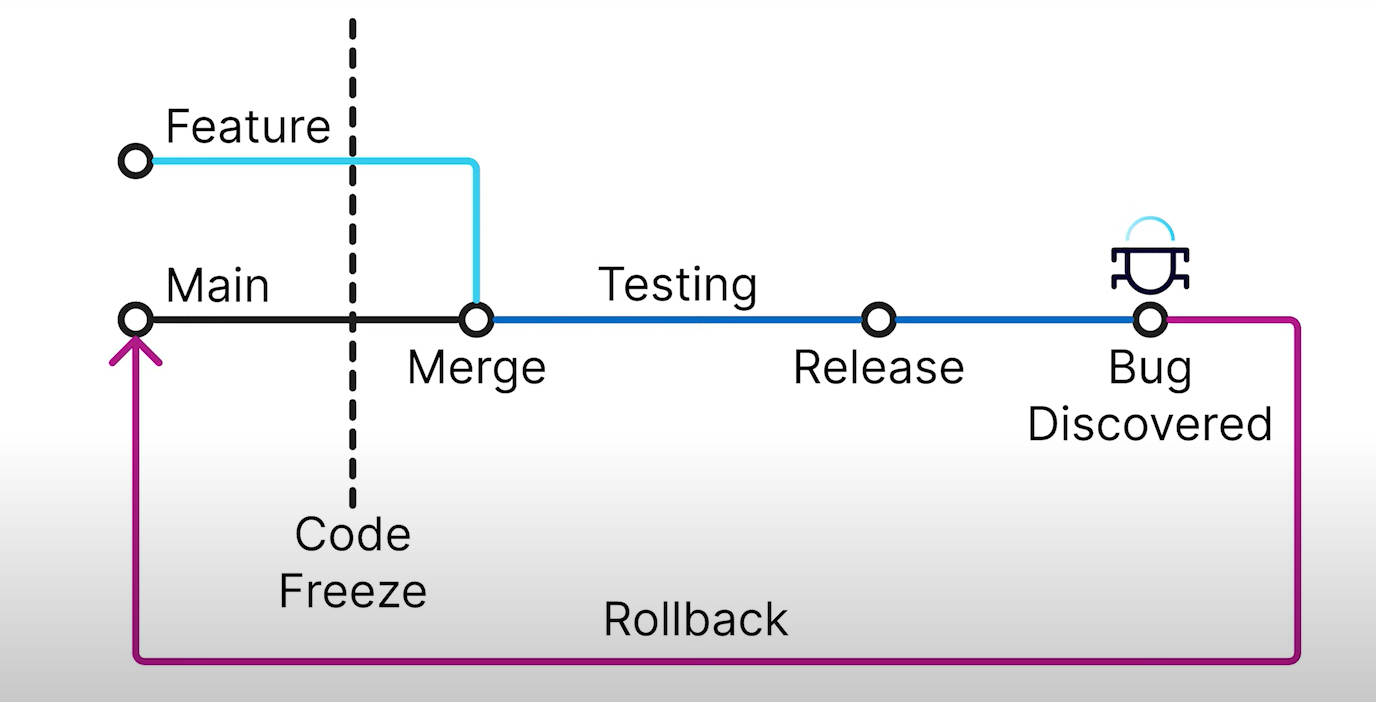 Feature
Main
Testing
Merge
Release
Bug
Discovered
Code
Freeze
Rollback